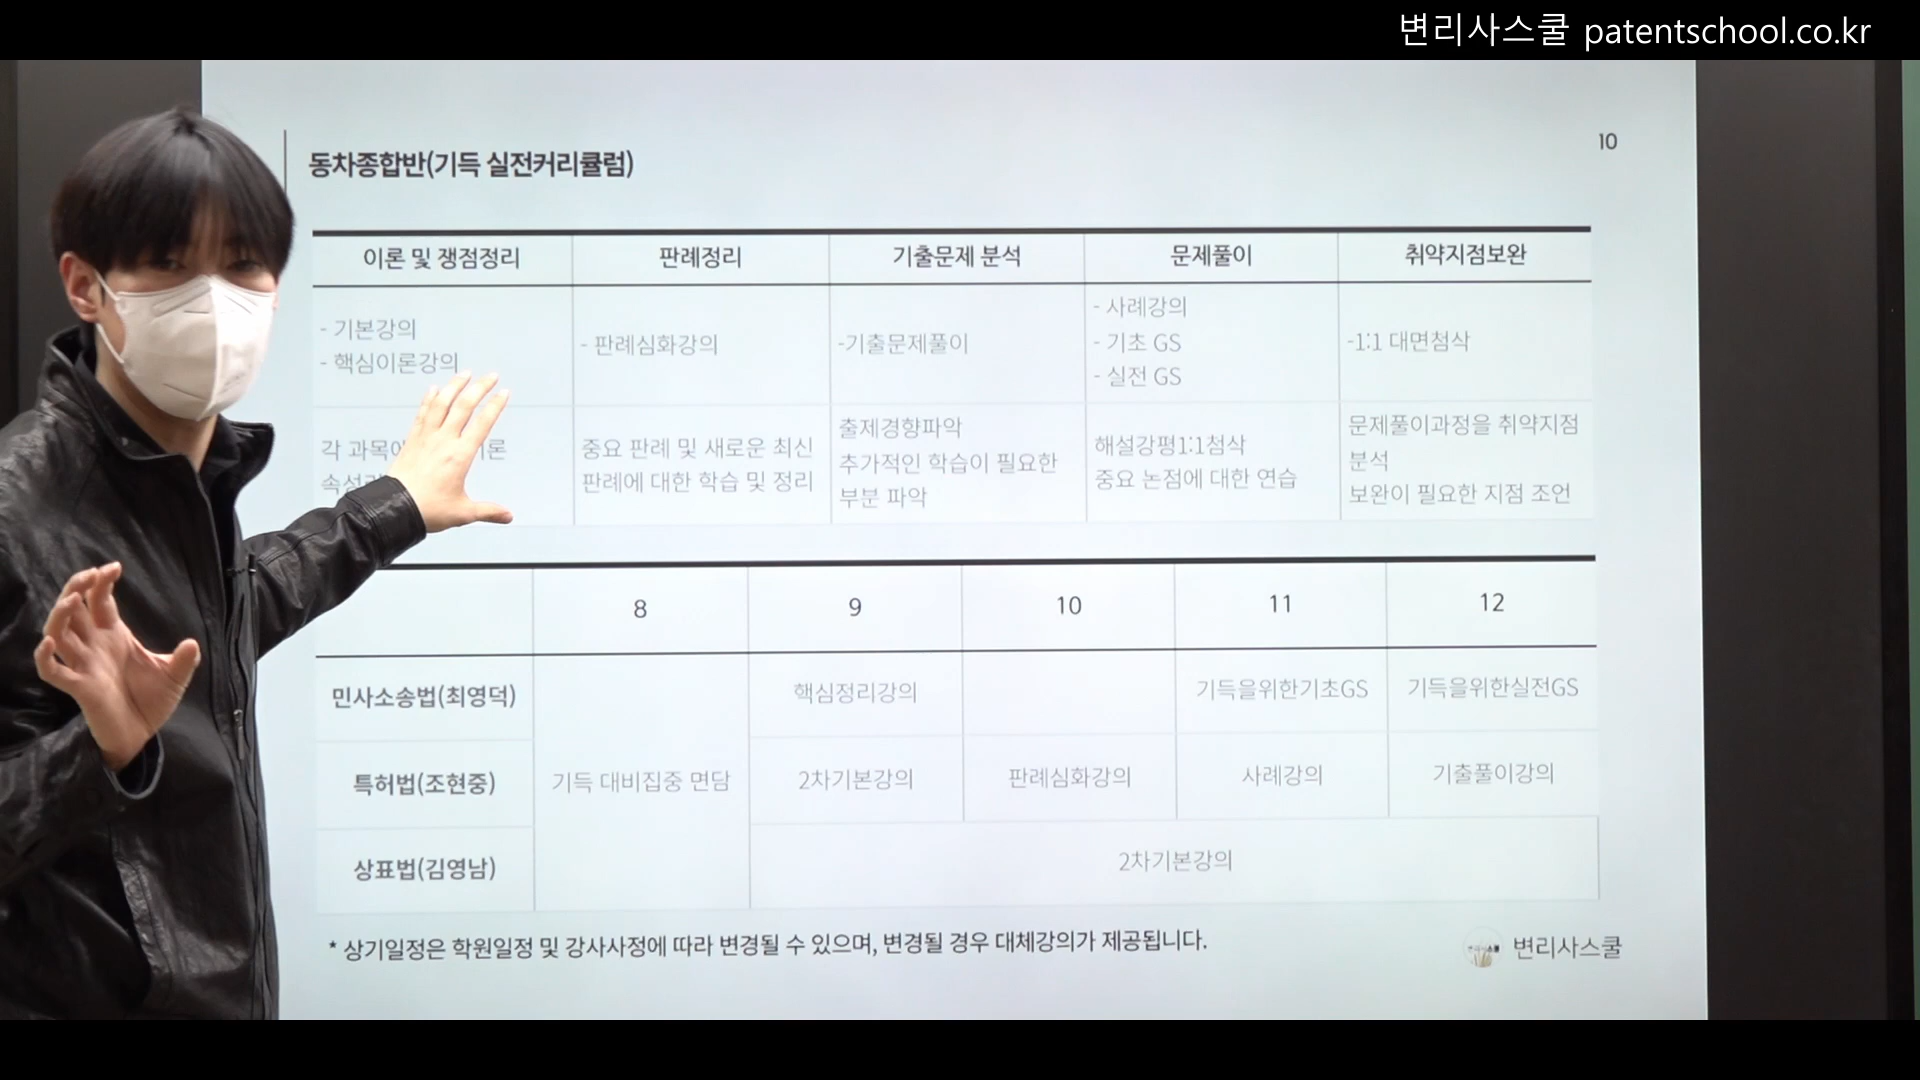 변리사스쿨 patentschool.co.kr
10
동차종합반(기득 실전커리큘럼)
이론 및 쟁점정리 판례정리 기출문제 분석 문제풀이 취약지점보완
- 기본강의
- 핵심이론강의
- 판례심화강의
-기출문제풀이
- 사례강의
- 기초 GS
- 실전 GS
-1:1 대면첨삭
각 과목에
중요 판례 및 새로운 최신
판례에 대한 학습 및 정리
출제경향파악
추가적인 학습이 필요한
부분 파악
해설강평1:1첨삭
중요 논점에 대한 연습
문제풀이과정을 취약지점
분석
보완이 필요한 지점 조언
8 9 10 11 12
민사소송법(최영덕) 핵심정리강의 기득을위한기초GS 기득을위한실전GS
특허법(조현중) 기득 대비집중 면담 2차기본강의 판례심화강의 사례강의 기출풀이강의
상표법(김영남) 2차기본강의
* 상기일정은 학원일정 및 강사사정에 따라 변경될 수 있으며, 변경될 경우 대체강의가 제공됩니다.
변리사스쿨